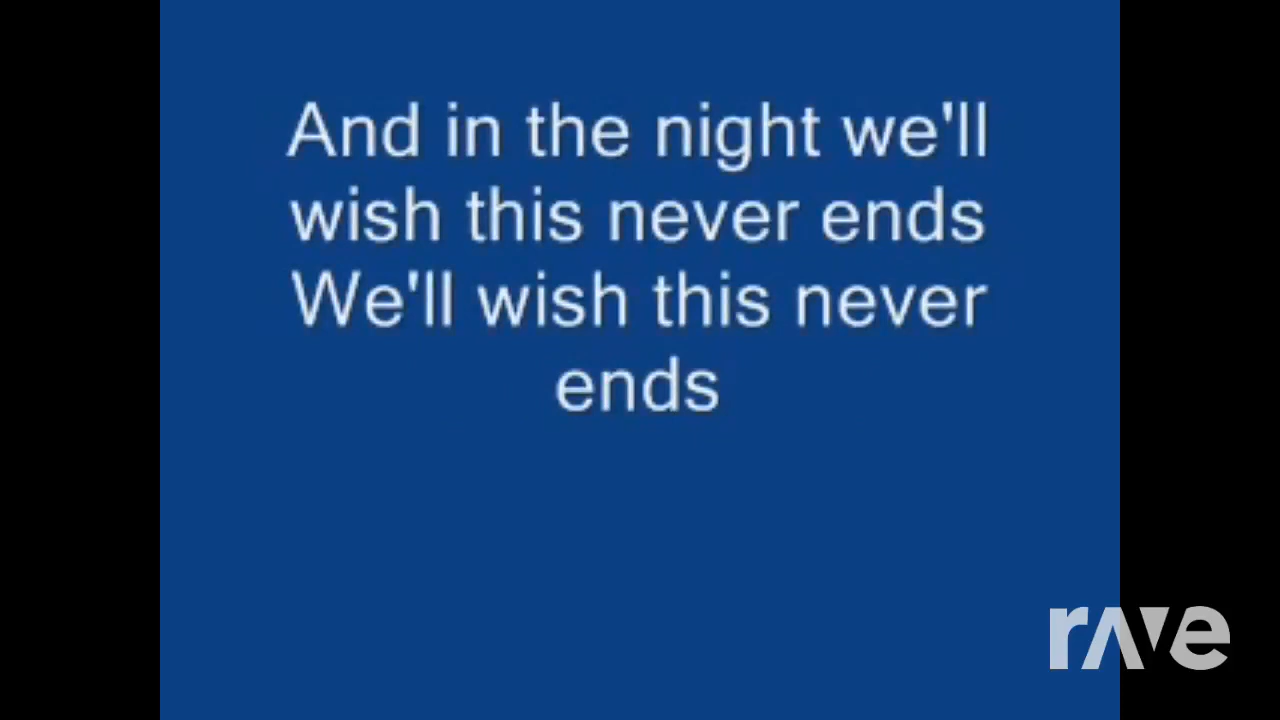 And in the night we'll
wish this never ends
We'll wish this never
ends
rave